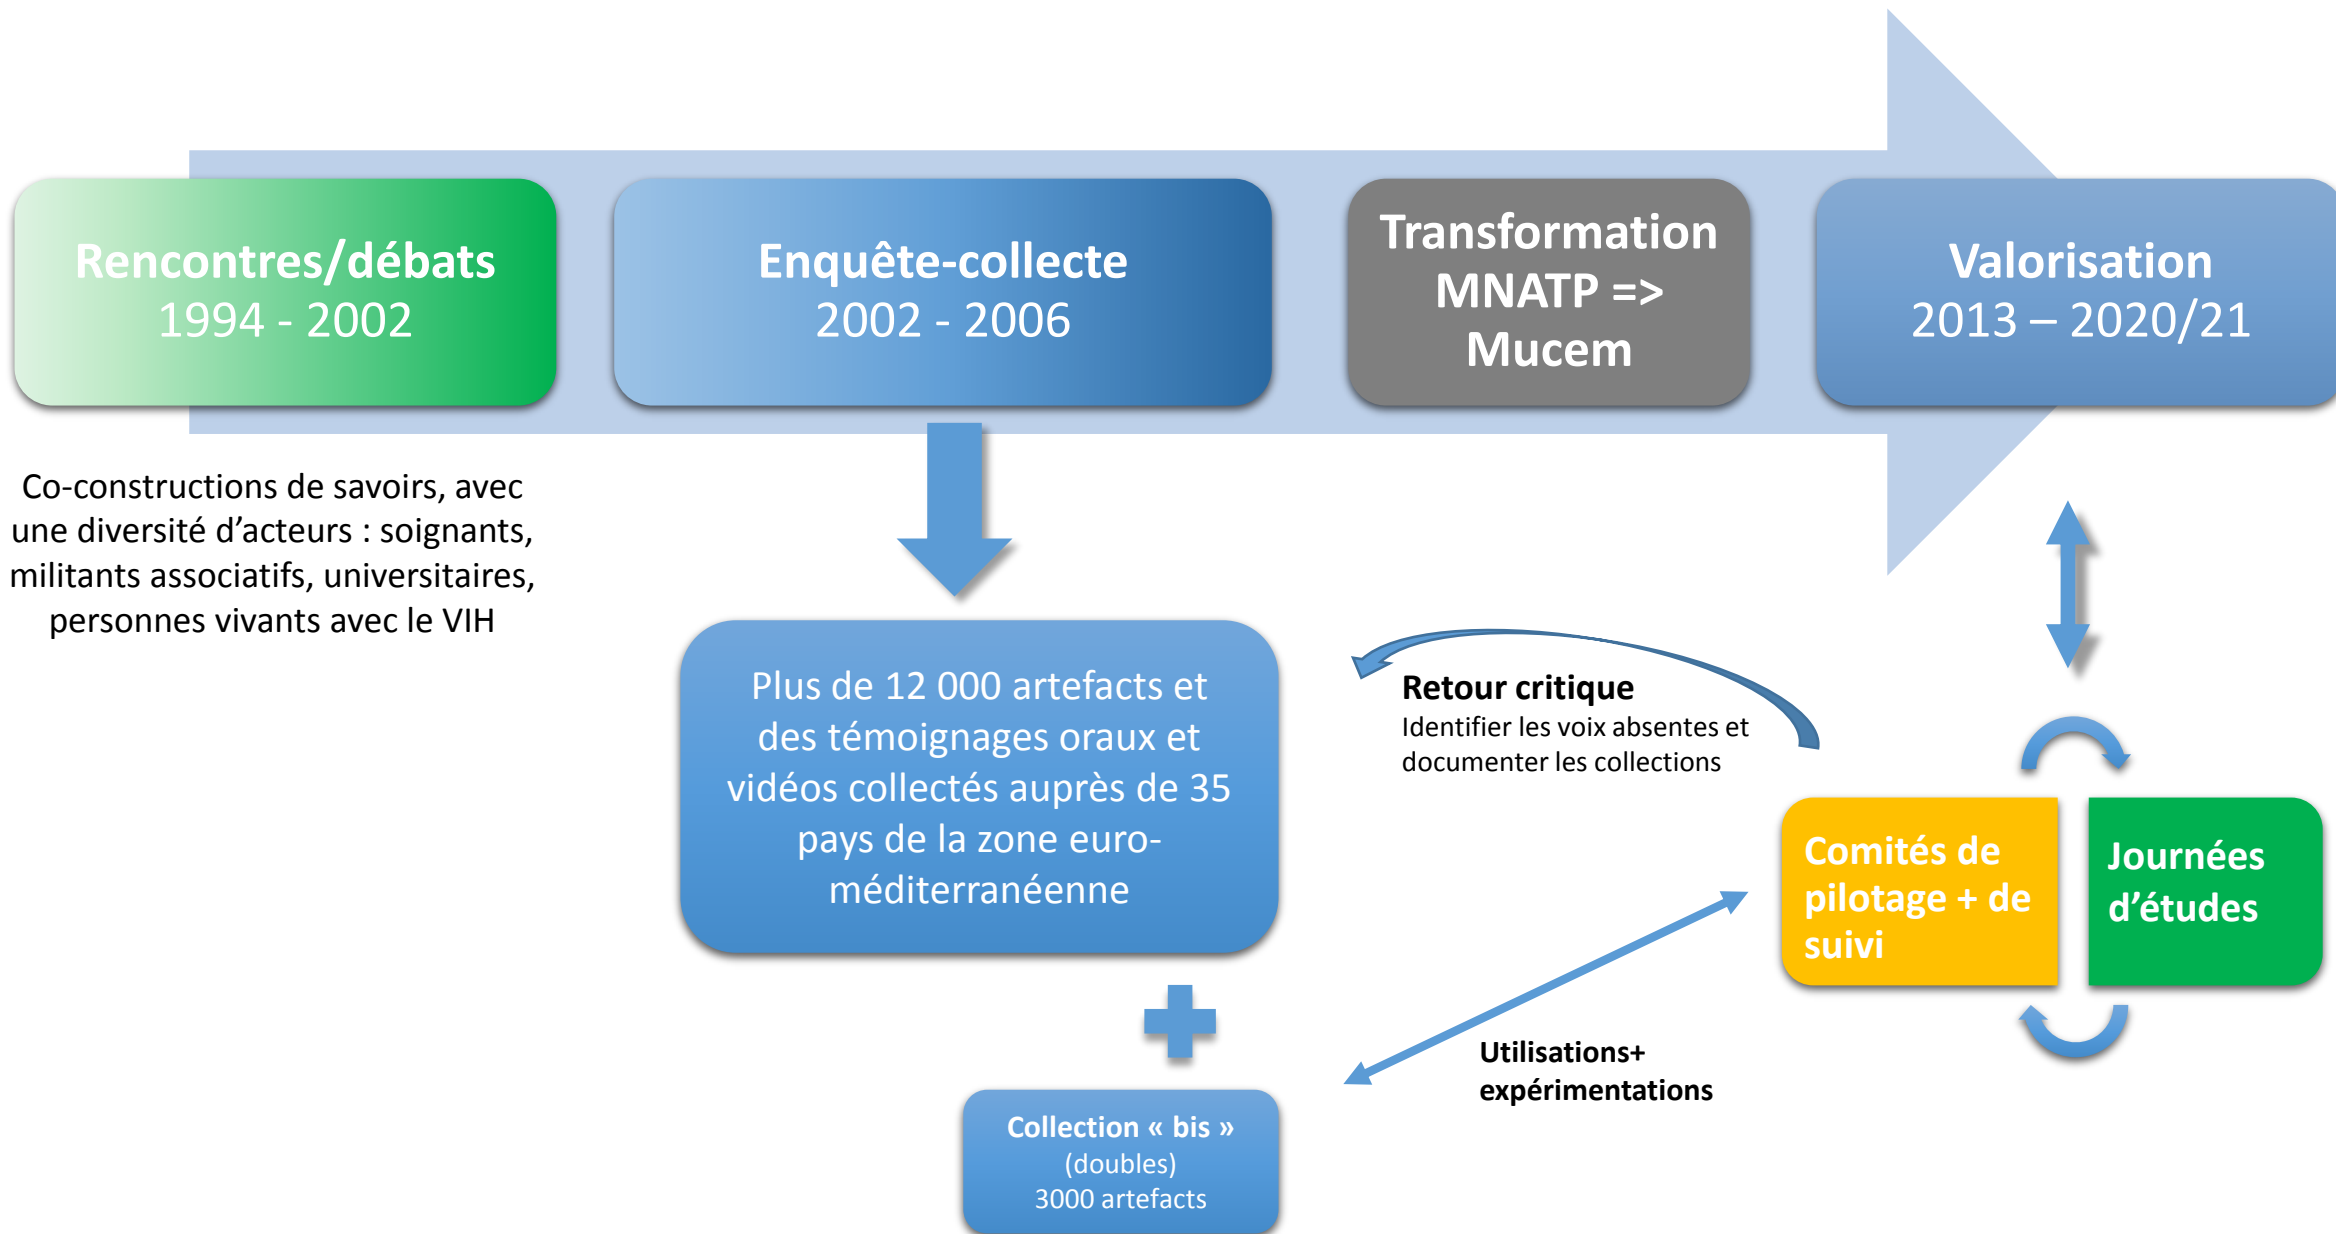 Rencontres/débats
1994 - 2002
Enquête-collecte
2002 - 2006
Transformation
MNATP =>
Mucem
Valorisation
2013 – 2020/21
Co-constructions de savoirs, avec
une diversité d’acteurs : soignants,
militants associatifs, universitaires,
personnes vivants avec le VIH
Plus de 12 000 artefacts et
des témoignages oraux et
vidéos collectés auprès de 35
pays de la zone euro-
méditerranéenne
Retour critique
Identifier les voix absentes et
documenter les collections
Comités de
pilotage + de
suivi
Journées
d’études
Utilisations+
expérimentations
Collection « bis »
(doubles)
3000 artefacts